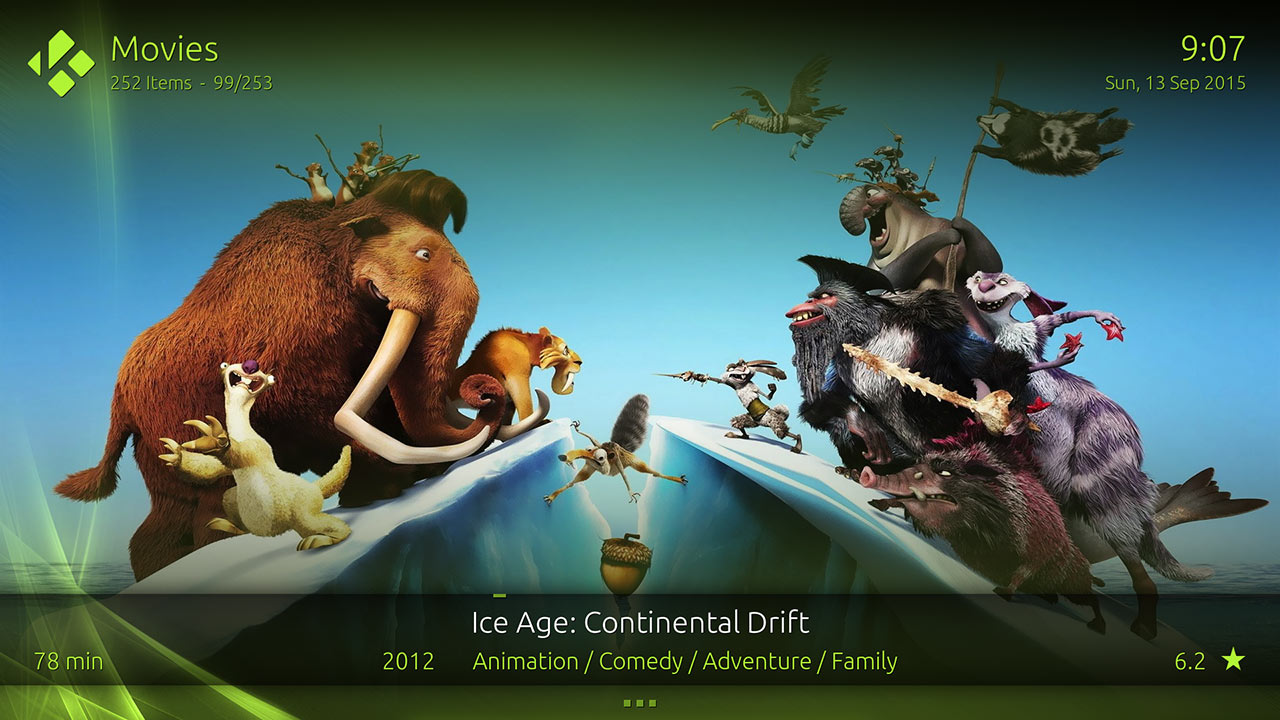 Movies
252 Items - 99/253
9:07
Sun, 13 Sep 2015
Ice Age: Continental Drift
78 min
2012
Animation / Comedy / Adventure / Family
6.2